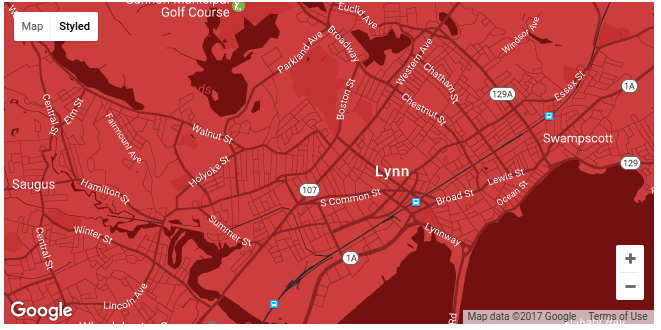 Golf Course
Map
Styled
Euclir Ave
Broadway
Parkland Ave
Western Ave
Windsor Ave
Chatham St
129A
Essex St
1A
Boston St
Chestnut St
Central St
Elm St
Fairmount Ave
Walnut St
Swampscott
129
Holyoke St
Lynn
Lewis St
Saugus
Hamilton St
107
S Common St
Broad St
Ocean St
Summer St
Lynnway
Central St
Winter St
1A
+
−
Lincoln Ave
Rd
Google
Map data ©2017 Google
Terms of Use